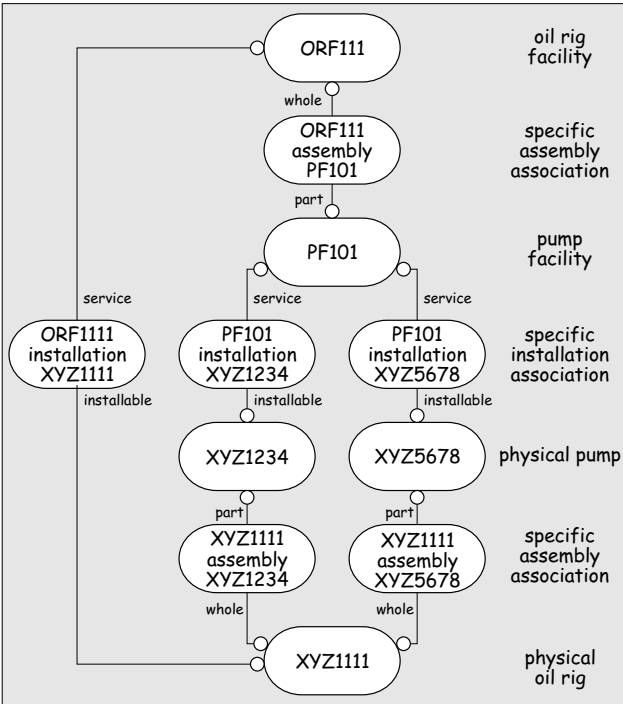 ORF111
oil rig
facility
whole
ORF111
assembly
PF101
specific
assembly
association
part
PF101
pump
facility
service
service
service
ORF1111
installation
XYZ1111
PF101
installation
XYZ1234
PF101
installation
XYZ5678
specific
installation
association
installable
installable
installable
XYZ1234
XYZ5678
physical pump
part
part
XYZ1111
assembly
XYZ1234
XYZ1111
assembly
XYZ5678
specific
assembly
association
whole
whole
XYZ1111
physical
oil rig